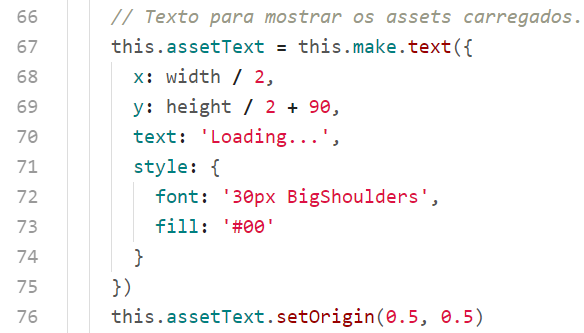 66 // Texto para mostrar os assets carregados.
67 this.assetText = this.make.text({
68 x: width / 2,
69 y: height / 2 + 90,
70 text: 'Loading...',
71 style: {
72 font: '30px BigShoulders',
73 fill: '#00'
74 }
75 })
76 this.assetText.setOrigin(0.5, 0.5)